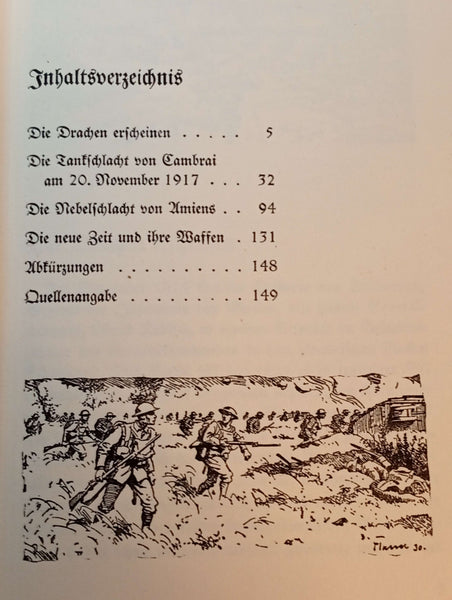 Inhaltsverzeichnis
Die Drachen erscheinen . . . . . 5
Die Tankschlacht von Cambrai
am 20. November 1917 . . . 32
Die Nebelschlacht von Amiens . . 94
Die neue Zeit und ihre Waffen . 131
Abkürzungen . . . . . . . . . . 148
Quellenangabe . . . . . . . . . 149
30.